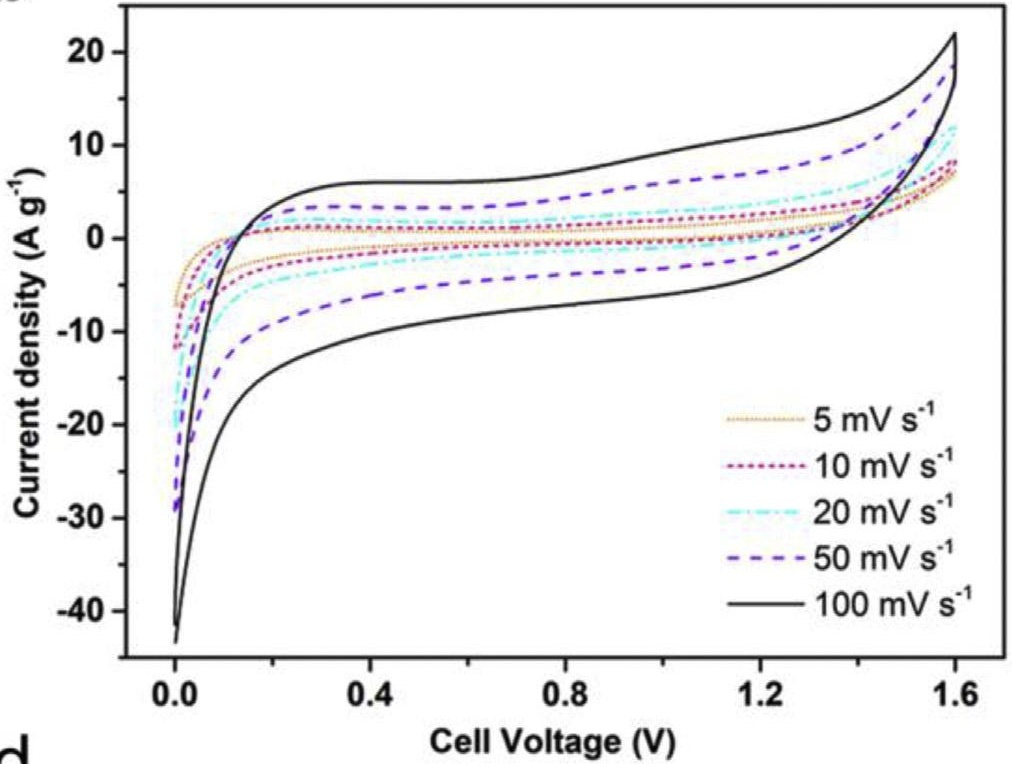 20
10
0
-10
-20
-30
-40
Current density (A g⁻¹)
5 mV s⁻¹
10 mV s⁻¹
20 mV s⁻¹
50 mV s⁻¹
100 mV s⁻¹
0.0 0.4 0.8 1.2 1.6
Cell Voltage (V)